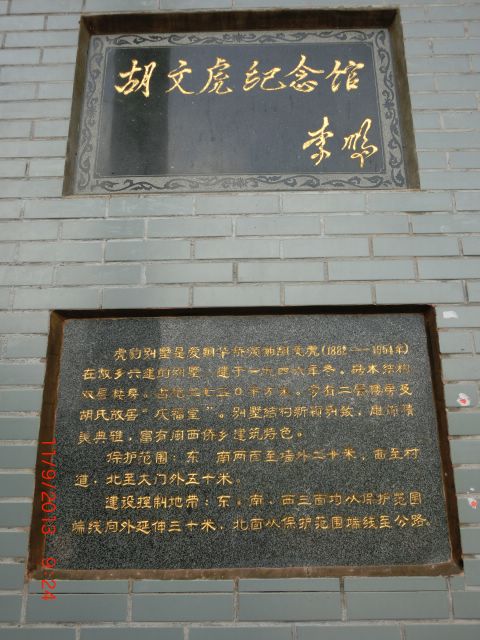 胡文虎纪念馆
李鹏
虎豹别墅是爱国华侨领袖胡文虎(1882——1954年)
在故乡兴建的别墅,建于一九四六年冬。砖木结构
双层楼房。占地二七二〇平方米。今有二层楼房及
胡氏故居“庆福堂”。别墅结构新颖别致,
美典雅,富有闽西侨乡建筑特色。
保护范围:东、南两面至墙外二十米,西至村
道,北至大门外五十米。
建设控制地带:东、南、西三面均从保护范围
端线向外延伸三十米,北面从保护范围端线至公路。
11/9/2013 9:24